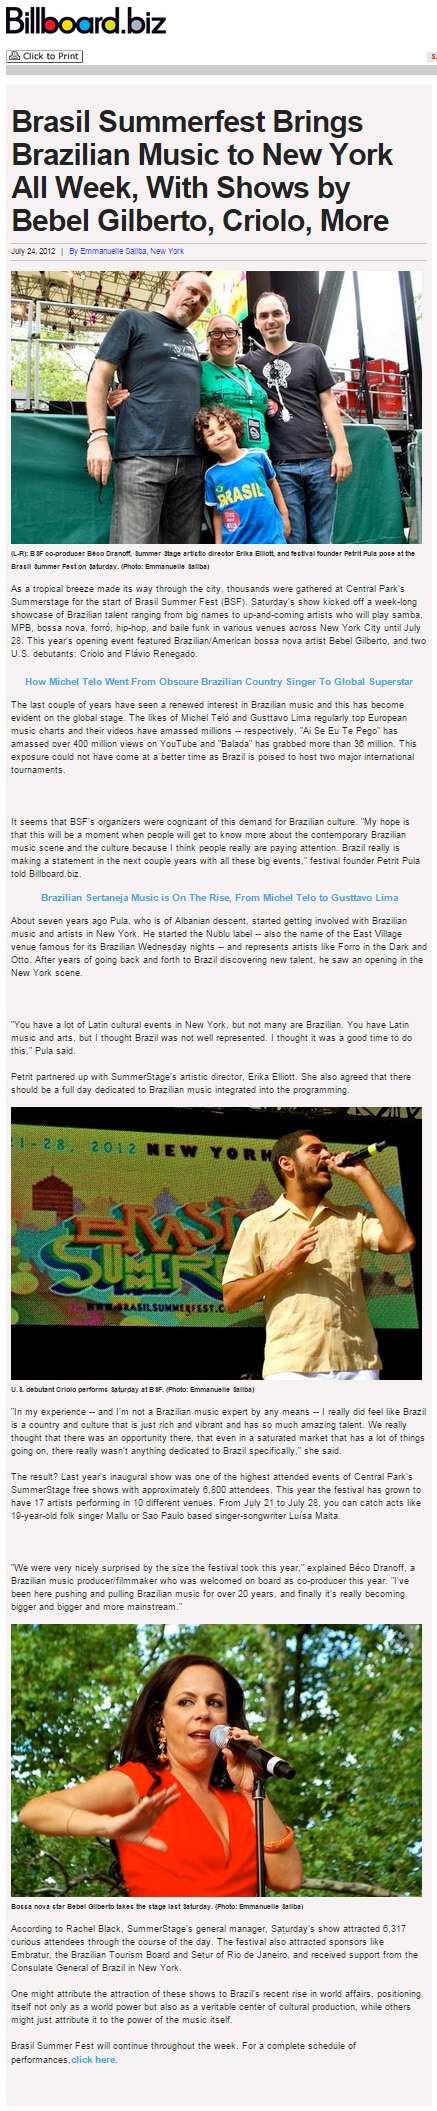 Billboard.biz
Click to Print
Brasil Summerfest Brings
Brazilian Music to New York
All Week, With Shows by
Bebel Gilberto, Criolo, More
July 24, 2012 | By Emmanuelle Saliba, New York
BRASIL
(L-R): BSF co-producer Béco Dranoff, Summer Stage artistic director Erika Elliott, and festival founder Petrit Pula pose at the
Brasil Summer Fest on Saturday. (Photo: Emmanuelle Saliba)
As a tropical breeze made its way through the city, thousands were gathered at Central Park's
Summerstage for the start of Brasil Summer Fest (BSF). Saturday's show kicked off a week-long
showcase of Brazilian talent ranging from big names to up-and-coming artists who will play samba,
MPB, bossa nova, forró, hip-hop, and baile funk in various venues across New York City until July
28. This year's opening event featured Brazilian/American bossa nova artist Bebel Gilberto, and two
U.S. debutants: Criolo and Flávio Renegado.
How Michel Telo Went From Obscure Brazilian Country Singer To Global Superstar
The last couple of years have seen a renewed interest in Brazilian music and this has become
evident on the global stage. The likes of Michel Teló and Gusttavo Lima regularly top European
music charts and their videos have amassed millions -- respectively, "Ai Se Eu Te Pego" has
amassed over 400 million views on YouTube and "Balada" has grabbed more than 36 million. This
exposure could not have come at a better time as Brazil is poised to host two major international
tournaments.
It seems that BSF's organizers were cognizant of this demand for Brazilian culture. "My hope is
that this will be a moment when people will get to know more about the contemporary Brazilian
music scene and the culture because I think people really are paying attention. Brazil really is
making a statement in the next couple years with all these big events," festival founder Petrit Pula
told Billboard.biz.
Brazilian Sertaneja Music is On The Rise, From Michel Telo to Gusttavo Lima
About seven years ago Pula, who is of Albanian descent, started getting involved with Brazilian
music and artists in New York. He started the Nublu label -- also the name of the East Village
venue famous for its Brazilian Wednesday nights -- and represents artists like Forro in the Dark and
Otto. After years of going back and forth to Brazil discovering new talent, he saw an opening in the
New York scene.
"You have a lot of Latin cultural events in New York, but not many are Brazilian. You have Latin
music and arts, but I thought Brazil was not well represented. I thought it was a good time to do
this," Pula said.
Petrit partnered up with SummerStage's artistic director, Erika Elliott. She also agreed that there
should be a full day dedicated to Brazilian music integrated into the programming.
1-28, 2012 NEW YORK
BRASIL
SUMMER
WWW.BRASILSUMMERFEST.C
U.S. debutant Criolo performs Saturday at BSF. (Photo: Emmanuelle Saliba)
"In my experience -- and I'm not a Brazilian music expert by any means -- I really did feel like Brazil
is a country and culture that is just rich and vibrant and has so much amazing talent. We really
thought that there was an opportunity there, that even in a saturated market that has a lot of things
going on, there really wasn't anything dedicated to Brazil specifically," she said.
The result? Last year's inaugural show was one of the highest attended events of Central Park's
SummerStage free shows with approximately 6,800 attendees. This year the festival has grown to
have 17 artists performing in 10 different venues. From July 21 to July 28, you can catch acts like
19-year-old folk singer Mallu or Sao Paulo based singer-songwriter Luísa Maita.
"We were very nicely surprised by the size the festival took this year," explained Béco Dranoff, a
Brazilian music producer/filmmaker who was welcomed on board as co-producer this year. "I've
been here pushing and pulling Brazilian music for over 20 years, and finally it's really becoming
bigger and bigger and more mainstream."
Bossa nova star Bebel Gilberto takes the stage last Saturday. (Photo: Emmanuelle Saliba)
According to Rachel Black, SummerStage's general manager, Saturday's show attracted 6,317
curious attendees through the course of the day. The festival also attracted sponsors like
Embratur, the Brazilian Tourism Board and Setur of Rio de Janeiro, and received support from the
Consulate General of Brazil in New York.
One might attribute the attraction of these shows to Brazil's recent rise in world affairs, positioning
itself not only as a world power but also as a veritable center of cultural production, while others
might just attribute it to the power of the music itself.
Brasil Summer Fest will continue throughout the week. For a complete schedule of
performances,click here.